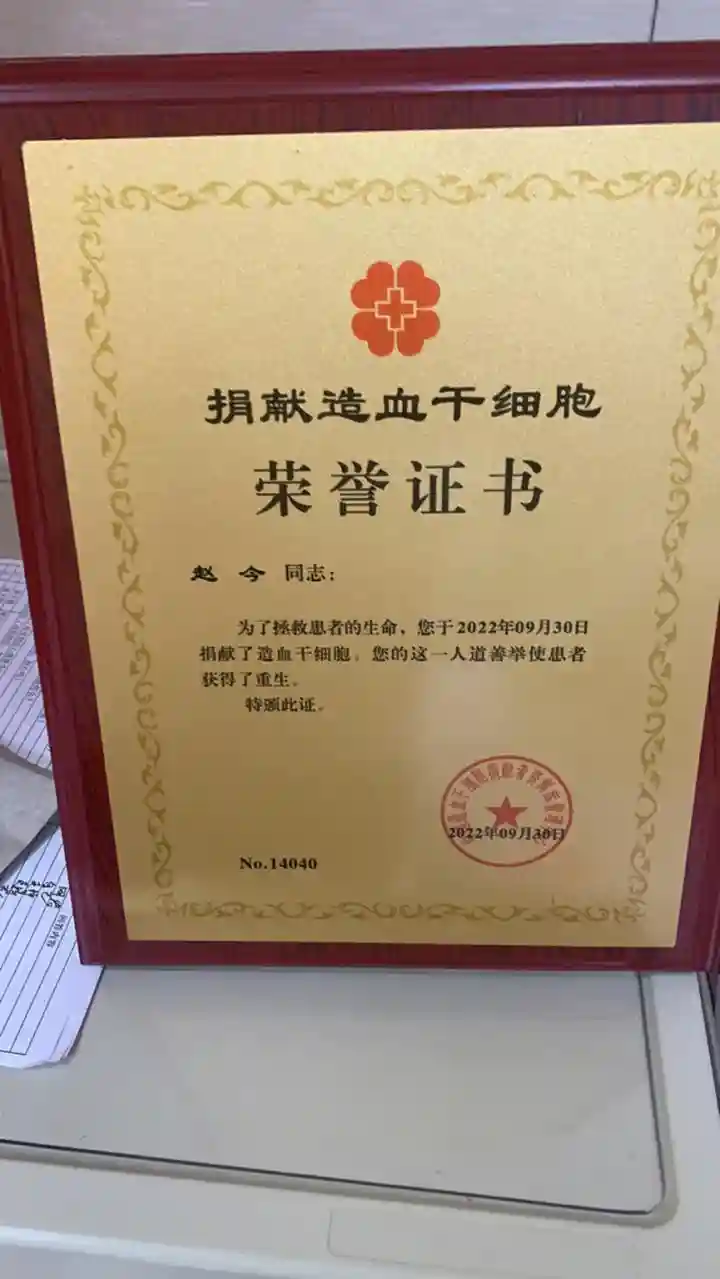 捐献造血干细胞
荣誉证书
赵 今 同志：
为了拯救患者的生命，您于2022年09月30日
捐献了造血干细胞。您的这一人道善举使患者
获得了重生。
特颁此证。
2022年09月30日
No.14040